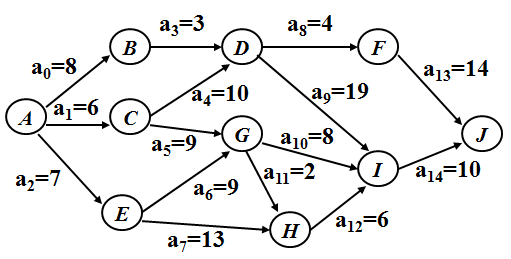 a3=3
a8=4
B
D
F
a0=8
a13=14
a4=10
a9=19
A
a1=6
C
G
a10=8
J
a5=9
a2=7
a11=2
I
a14=10
a6=9
E
H
a12=6
a7=13